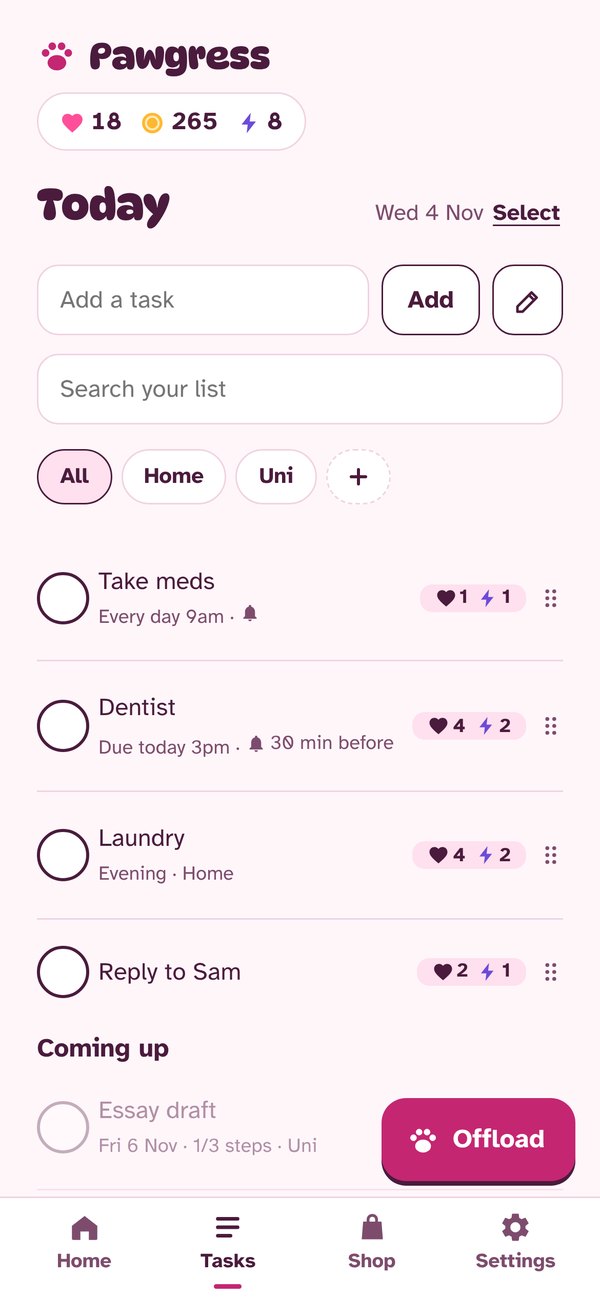 Pawgress
18 265 8
Today
Wed 4 Nov Select
Add a task Add
Search your list
All Home Uni +
Take meds
Every day 9am ·
1 1
Dentist
Due today 3pm · 30 min before
4 2
Laundry
Evening · Home
4 2
Reply to Sam
2 1
Coming up
Essay draft
Fri 6 Nov · 1/3 steps · Uni
Offload
Home Tasks Shop Settings